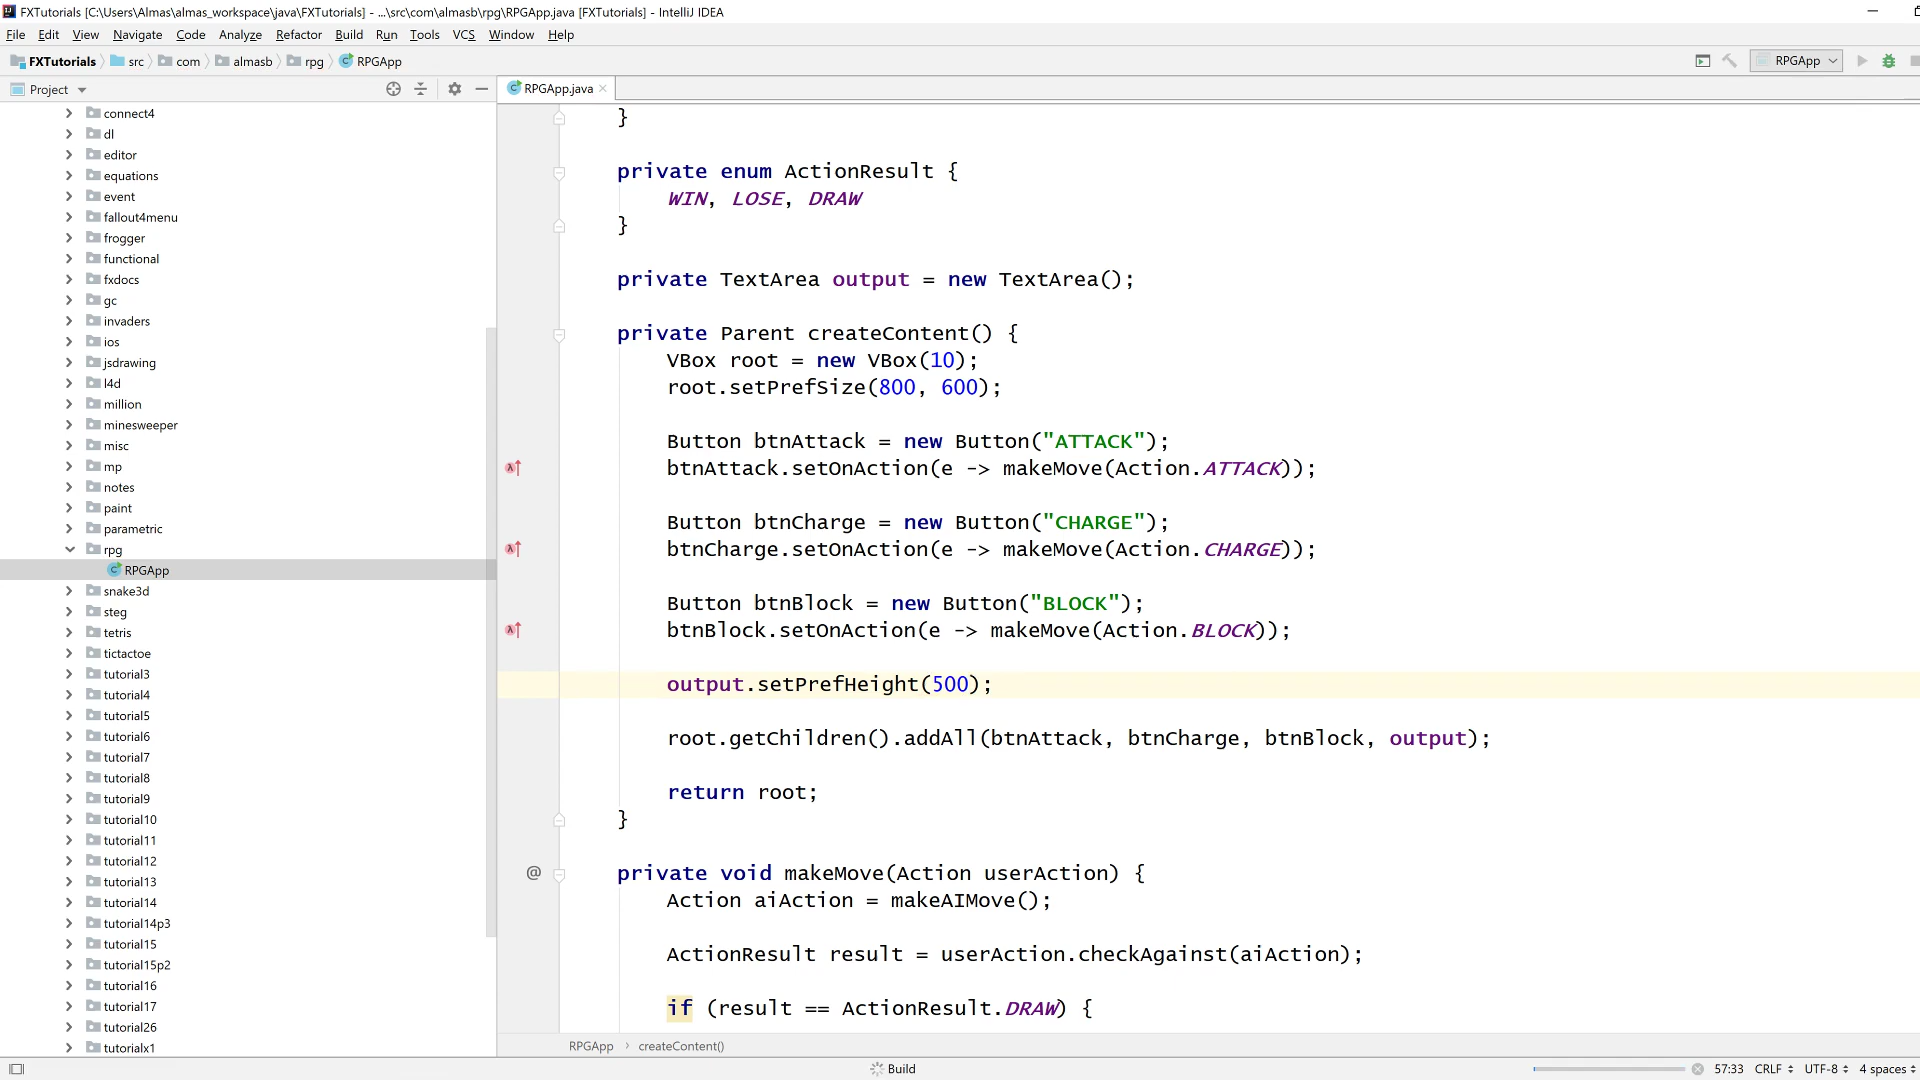 FXTutorials [C:\Users\Almas\almas_workspace\java\FXTutorials] - ...\src\com\almasb\rpg\RPGApp.java [FXTutorials] - IntelliJ IDEA
File Edit View Navigate Code Analyze Refactor Build Run Tools VCS Window Help
FXTutorials src com almasb rpg RPGApp RPGApp
Project
RPGApp.java
connect4
dl
editor
equations
event
fallout4menu
frogger
functional
fxdocs
gc
invaders
ios
jsdrawing
l4d
million
minesweeper
misc
mp
notes
paint
parametric
rpg
RPGApp
snake3d
steg
tetris
tictactoe
tutorial3
tutorial4
tutorial5
tutorial6
tutorial7
tutorial8
tutorial9
tutorial10
tutorial11
tutorial12
tutorial13
tutorial14
tutorial14p3
tutorial15
tutorial15p2
tutorial16
tutorial17
tutorial26
tutorialx1
}
private enum ActionResult {
WIN, LOSE, DRAW
}
private TextArea output = new TextArea();
private Parent createContent() {
VBox root = new VBox(10);
root.setPrefSize(800, 600);
Button btnAttack = new Button("ATTACK");
btnAttack.setOnAction(e -> makeMove(Action.ATTACK));
Button btnCharge = new Button("CHARGE");
btnCharge.setOnAction(e -> makeMove(Action.CHARGE));
Button btnBlock = new Button("BLOCK");
btnBlock.setOnAction(e -> makeMove(Action.BLOCK));
output.setPrefHeight(500);
root.getChildren().addAll(btnAttack, btnCharge, btnBlock, output);
return root;
}
@ private void makeMove(Action userAction) {
Action aiAction = makeAIMove();
ActionResult result = userAction.checkAgainst(aiAction);
if (result == ActionResult.DRAW) {
RPGApp createContent()
Build 57:33 CRLF UTF-8 4 spaces